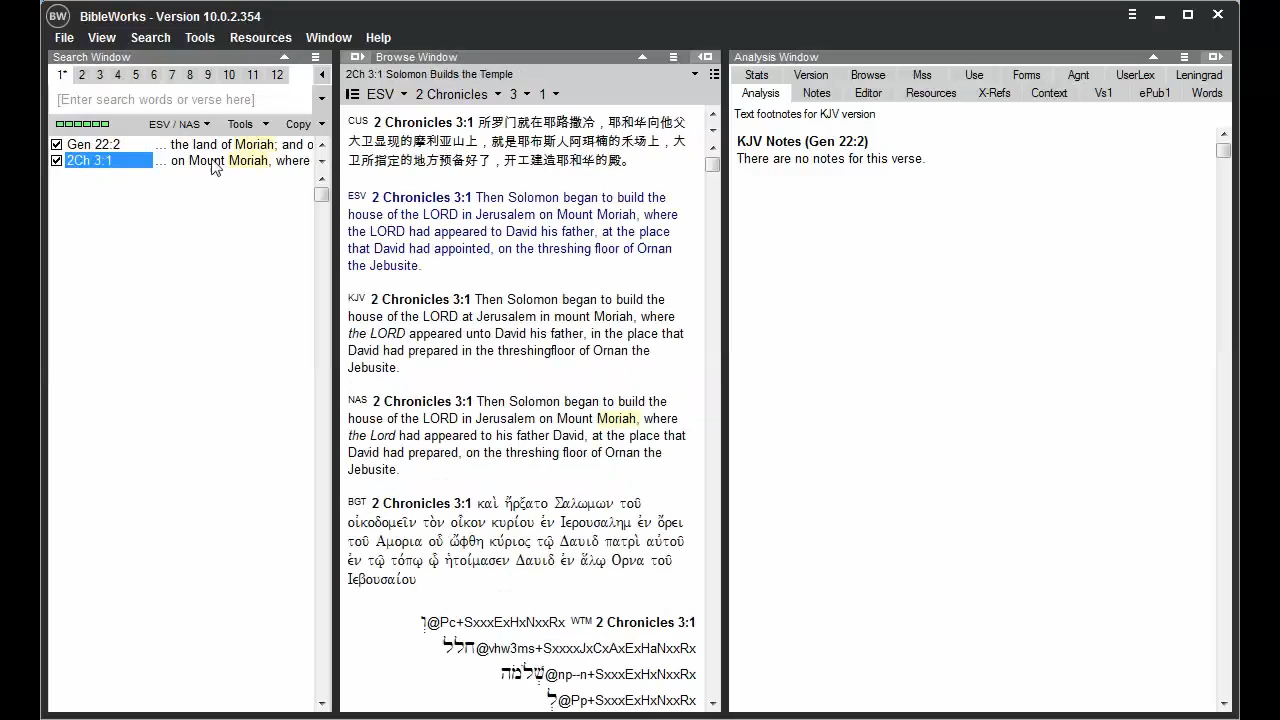 BW BibleWorks - Version 10.0.2.354
File View Search Tools Resources Window Help
Search Window
1* 2 3 4 5 6 7 8 9 10 11 12
[Enter search words or verse here]
ESV / NAS Tools Copy
Gen 22:2 ... the land of Moriah; and o
2Ch 3:1 ... on Mount Moriah, where
Browse Window
2Ch 3:1 Solomon Builds the Temple
ESV 2 Chronicles 3 1
CUS 2 Chronicles 3:1 所罗门就在耶路撒冷，耶和华向他父
大卫显现的摩利亚山上，就是耶布斯人阿珥楠的禾场上，大
卫所指定的地方预备好了，开工建造耶和华的殿。
ESV 2 Chronicles 3:1 Then Solomon began to build the
house of the LORD in Jerusalem on Mount Moriah, where
the LORD had appeared to David his father, at the place
that David had appointed, on the threshing floor of Ornan
the Jebusite.
KJV 2 Chronicles 3:1 Then Solomon began to build the
house of the LORD at Jerusalem in mount Moriah, where
the LORD appeared unto David his father, in the place that
David had prepared in the threshingfloor of Ornan the
Jebusite.
NAS 2 Chronicles 3:1 Then Solomon began to build the
house of the LORD in Jerusalem on Mount Moriah, where
the Lord had appeared to his father David, at the place that
David had prepared, on the threshing floor of Ornan the
Jebusite.
BGT 2 Chronicles 3:1 καὶ ἤρξατο Σαλωμων τοῦ
οἰκοδομεῖν τὸν οἶκον κυρίου ἐν Ιερουσαλημ ἐν ὄρει
τοῦ Αμορια οὗ ὤφθη κύριος τῷ Δαυιδ πατρὶ αὐτοῦ
ἐν τῷ τόπῳ ᾧ ἡτοίμασεν Δαυιδ ἐν ἅλῳ Ορνα τοῦ
Ιεβουσαίου
WTM 2 Chronicles 3:1 וְ@Pc+SxxxExHxNxxRx
חלל@vhw3ms+SxxxxJxCxAxExHaNxxRx
שְׁלֹמֹה@np--n+SxxxExHxNxxRx
לְ@Pp+SxxxExHxNxxRx
Analysis Window
Stats Version Browse Mss Use Forms Agnt UserLex Leningrad
Analysis Notes Editor Resources X-Refs Context Vs1 ePub1 Words
Text footnotes for KJV version
KJV Notes (Gen 22:2)
There are no notes for this verse.